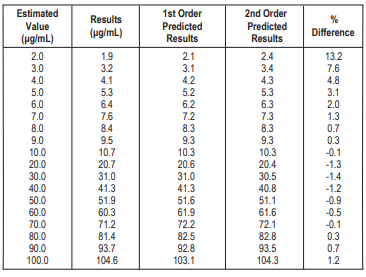 Estimated Value (µg/mL) Results (µg/mL) 1st Order Predicted Results 2nd Order Predicted Results % Difference
2.0 1.9 2.1 2.4 13.2
3.0 3.2 3.1 3.4 7.6
4.0 4.1 4.2 4.3 4.8
5.0 5.3 5.2 5.3 3.1
6.0 6.4 6.2 6.3 2.0
7.0 7.6 7.2 7.3 1.3
8.0 8.4 8.3 8.3 0.7
9.0 9.5 9.3 9.3 0.3
10.0 10.7 10.3 10.3 -0.1
20.0 20.7 20.6 20.4 -1.3
30.0 31.0 31.0 30.5 -1.4
40.0 41.3 41.3 40.8 -1.2
50.0 51.9 51.6 51.1 -0.9
60.0 60.3 61.9 61.6 -0.5
70.0 71.2 72.2 72.1 -0.1
80.0 81.4 82.5 82.8 0.3
90.0 93.7 92.8 93.5 0.7
100.0 104.6 103.1 104.3 1.2